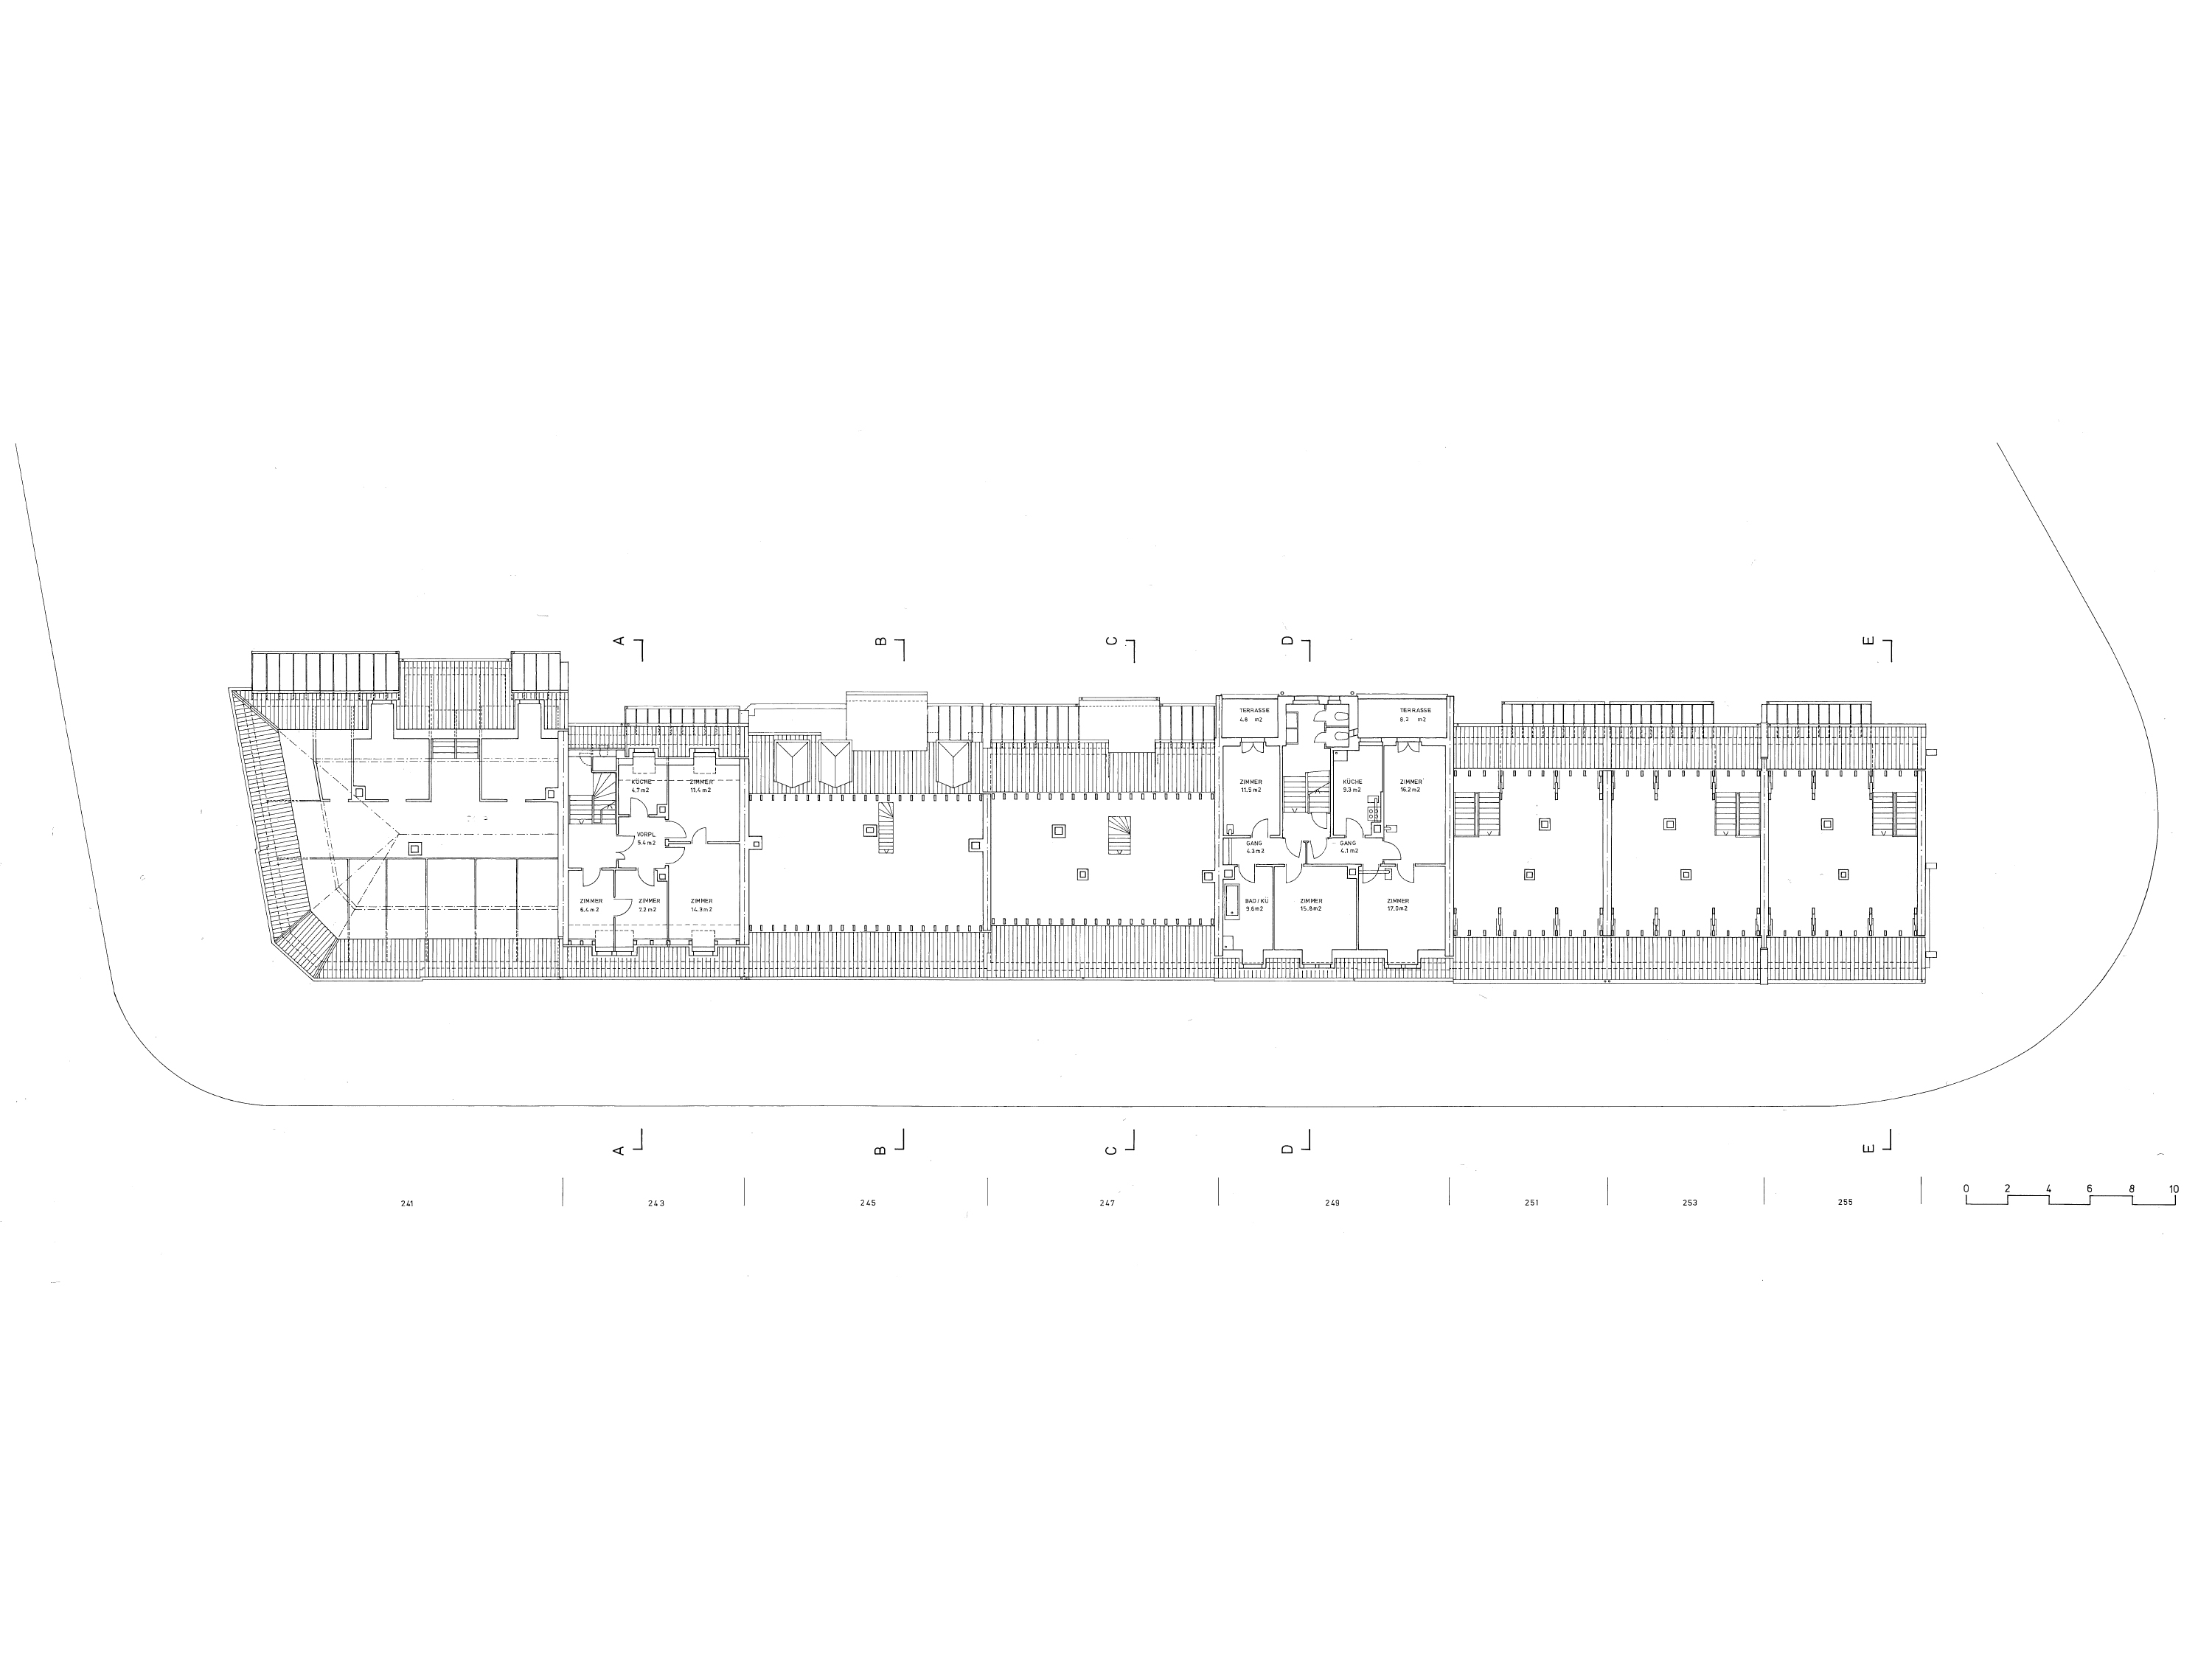 A B C D E
TERRASSE
4.8 m2
TERRASSE
8.2 m2
KÜCHE
4.7 m2
ZIMMER
11.4 m2
ZIMMER
11.5 m2
KÜCHE
9.3 m2
ZIMMER
16.2 m2
VORPL.
9.4 m2
GANG
4.3 m2
GANG
4.1 m2
ZIMMER
6.4 m2
ZIMMER
7.2 m2
ZIMMER
14.3 m2
BAD / KÜ
9.6 m2
ZIMMER
15.8 m2
ZIMMER
17.0 m2
A B C D E
0 2 4 6 8 10
241 243 245 247 249 251 253 255